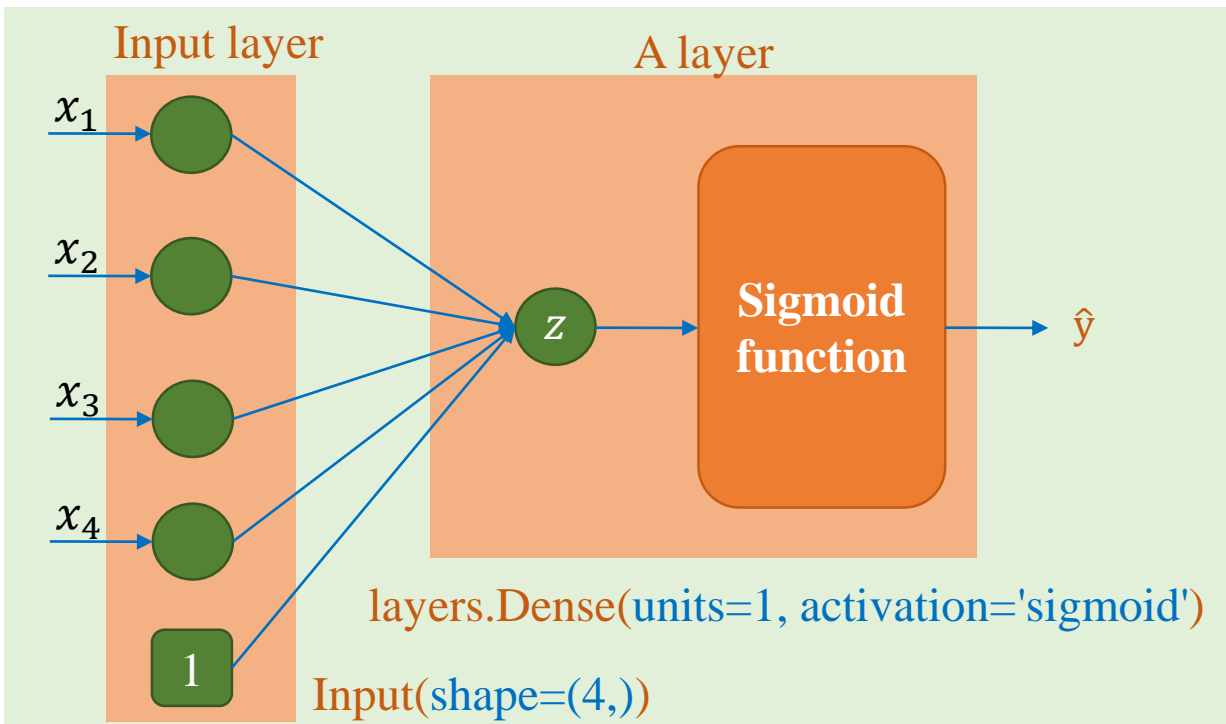 Input layer
A layer
x₁
x₂
x₃
x₄
1
z
Sigmoid
function
ŷ
layers.Dense(units=1, activation='sigmoid')
Input(shape=(4,))